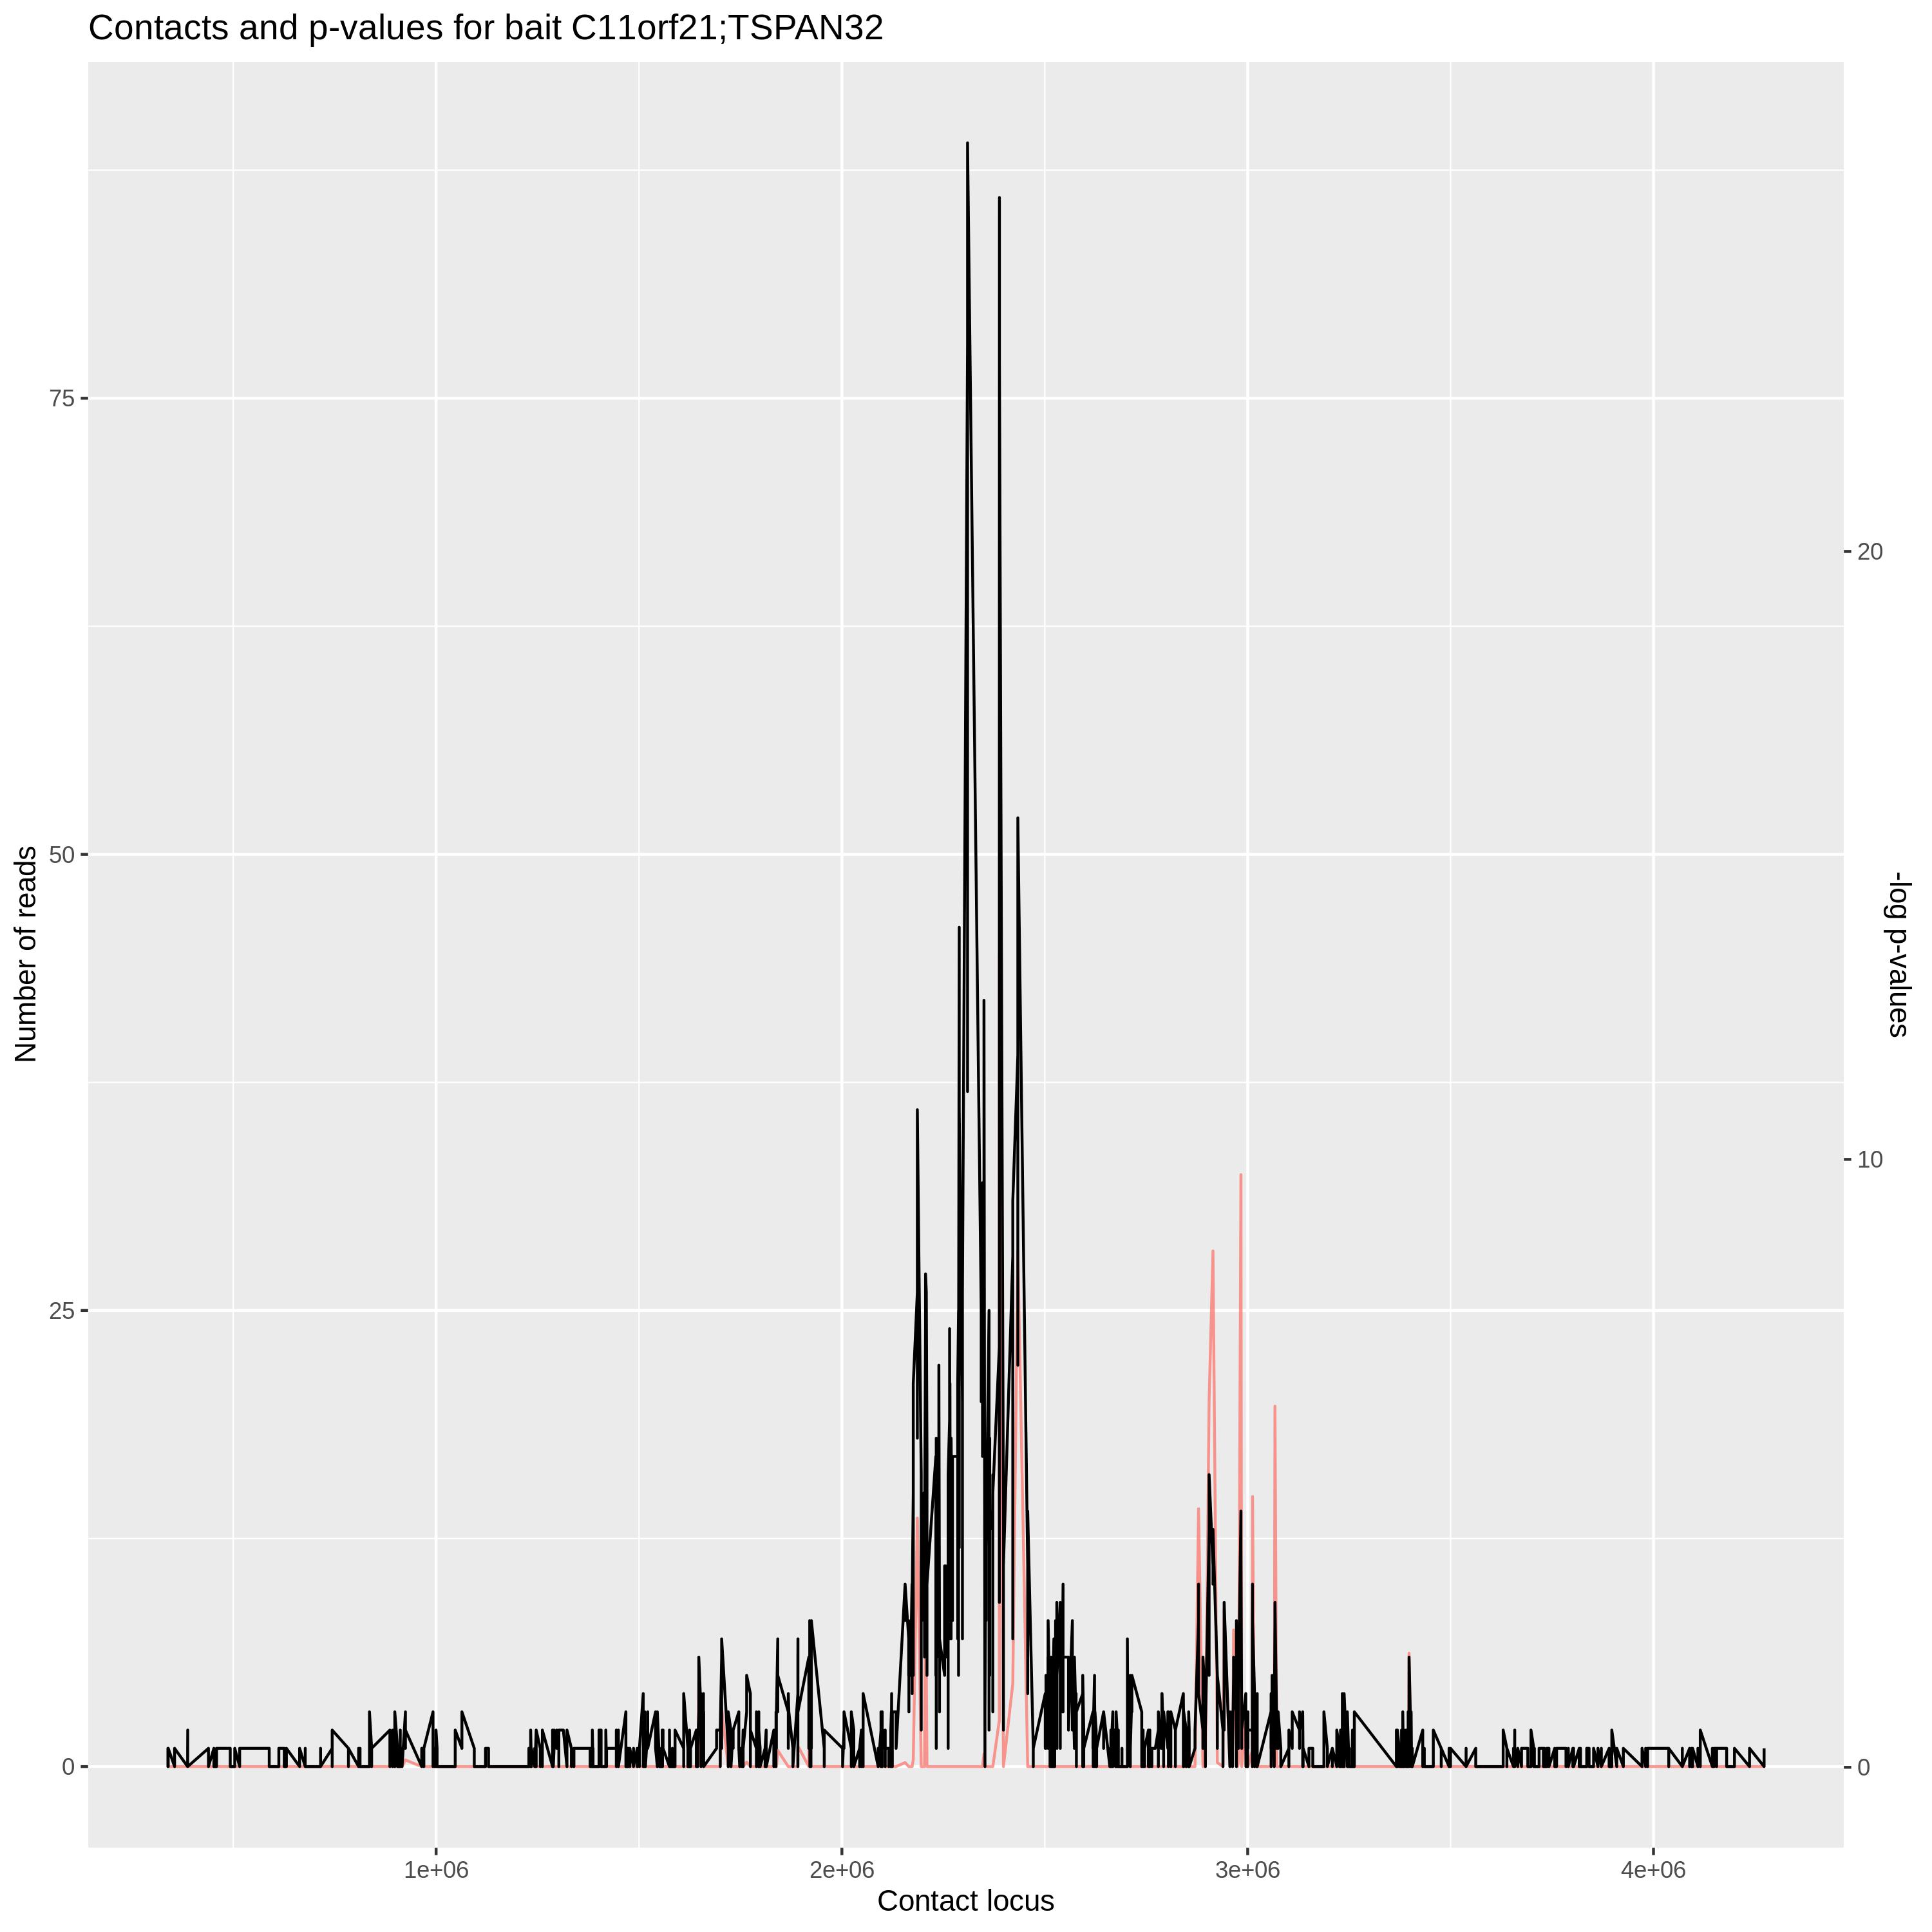 Contacts and p-values for bait C11orf21;TSPAN32
75
50
25
0
Number of reads
20
10
0
-log p-values
1e+06 2e+06 3e+06 4e+06
Contact locus